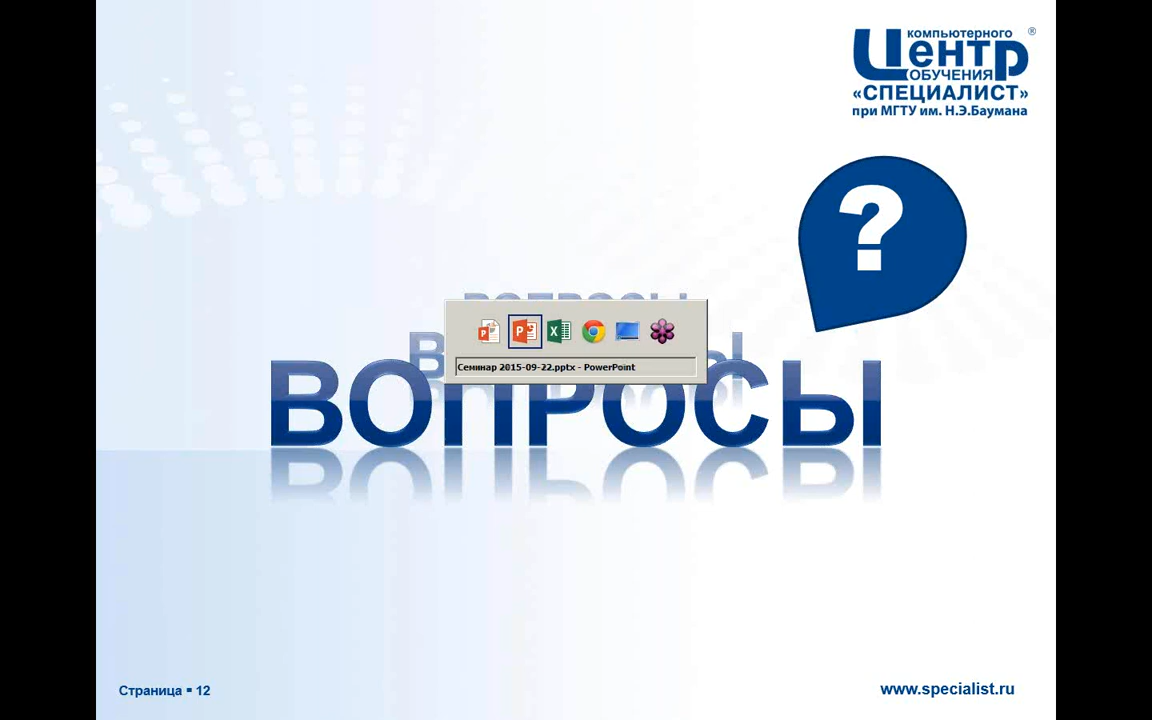 компьютерного
Центр ®
ОБУЧЕНИЯ
«СПЕЦИАЛИСТ»
при МГТУ им. Н.Э.Баумана
?
ВОПРОСЫ
Семинар 2015-09-22.pptx - PowerPoint
ВОПРОСЫ
Страница ▪ 12
www.specialist.ru